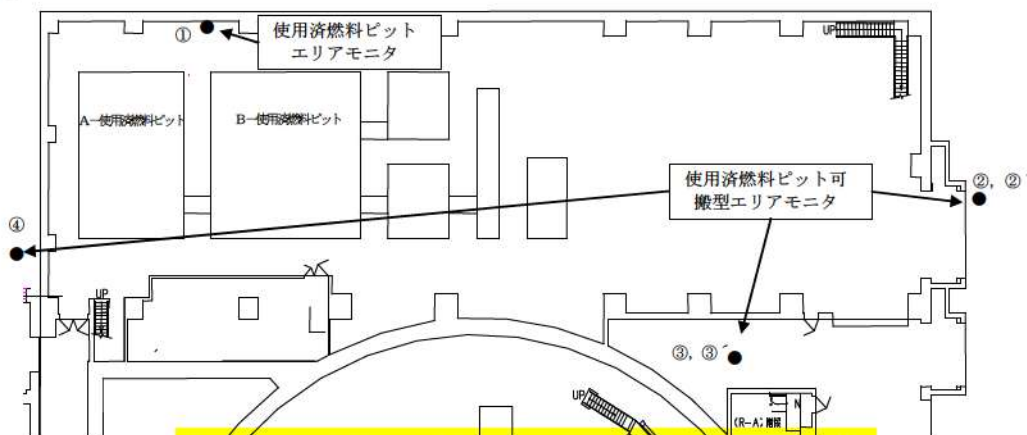 ①
使用済燃料ピット
エリアモニタ
UP
A－使用済燃料ピット
B－使用済燃料ピット
使用済燃料ピット可
搬型エリアモニタ
②, ②´
④
UP
③, ③´
UP
N
(R-A)階段